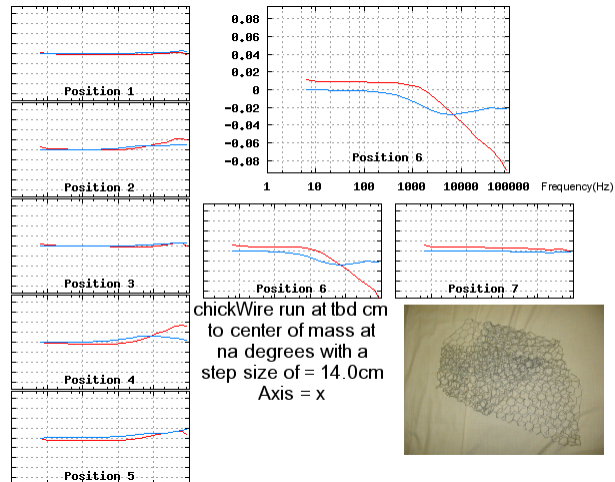 Position 1
Position 2
Position 3
Position 4
Position 5
0.08
0.06
0.04
0.02
0
-0.02
-0.04
-0.06
-0.08
Position 6
1 10 100 1000 10000 100000 Frequency(Hz)
Position 6
Position 7
chickWire run at tbd cm
to center of mass at
na degrees with a
step size of = 14.0cm
Axis = x